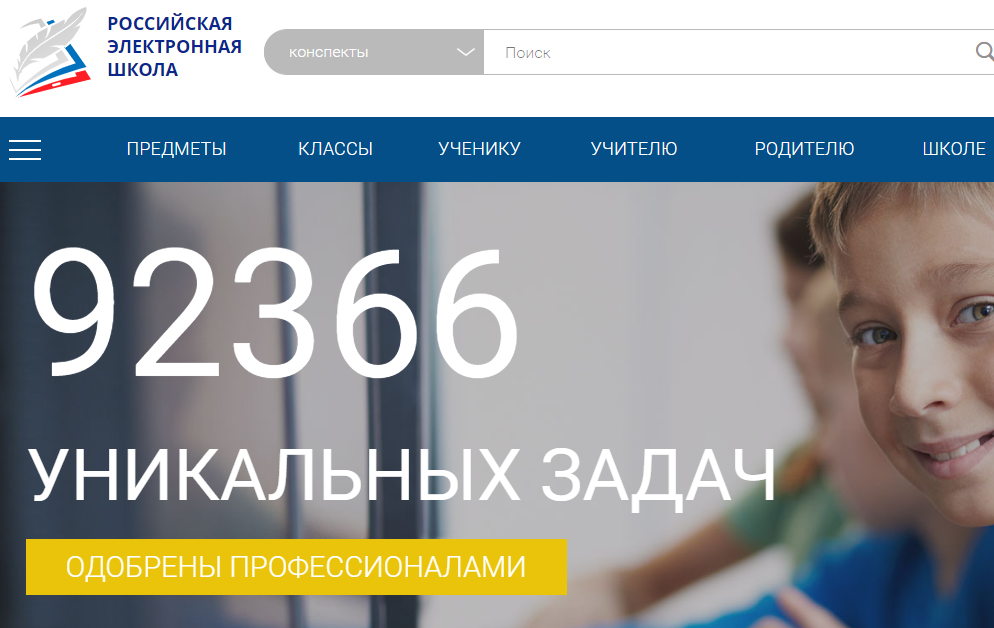 РОССИЙСКАЯ
ЭЛЕКТРОННАЯ
ШКОЛА
конспекты
Поиск
ПРЕДМЕТЫ КЛАССЫ УЧЕНИКУ УЧИТЕЛЮ РОДИТЕЛЮ ШКОЛЕ
92366
УНИКАЛЬНЫХ ЗАДАЧ
ОДОБРЕНЫ ПРОФЕССИОНАЛАМИ